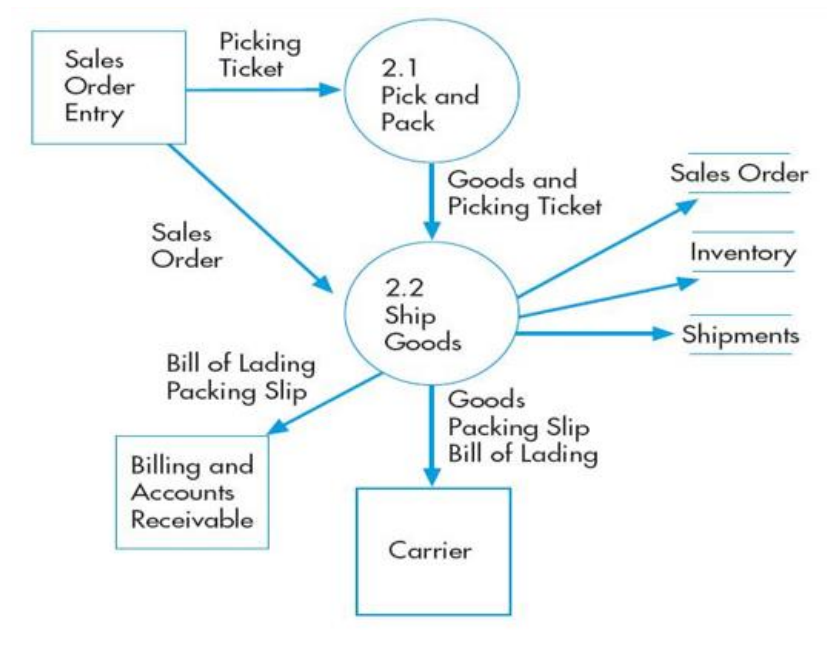 Sales
Order
Entry
Picking
Ticket
2.1
Pick and
Pack
Goods and
Picking Ticket
Sales Order
Sales
Order
Inventory
2.2
Ship
Goods
Shipments
Bill of Lading
Packing Slip
Goods
Packing Slip
Bill of Lading
Billing and
Accounts
Receivable
Carrier